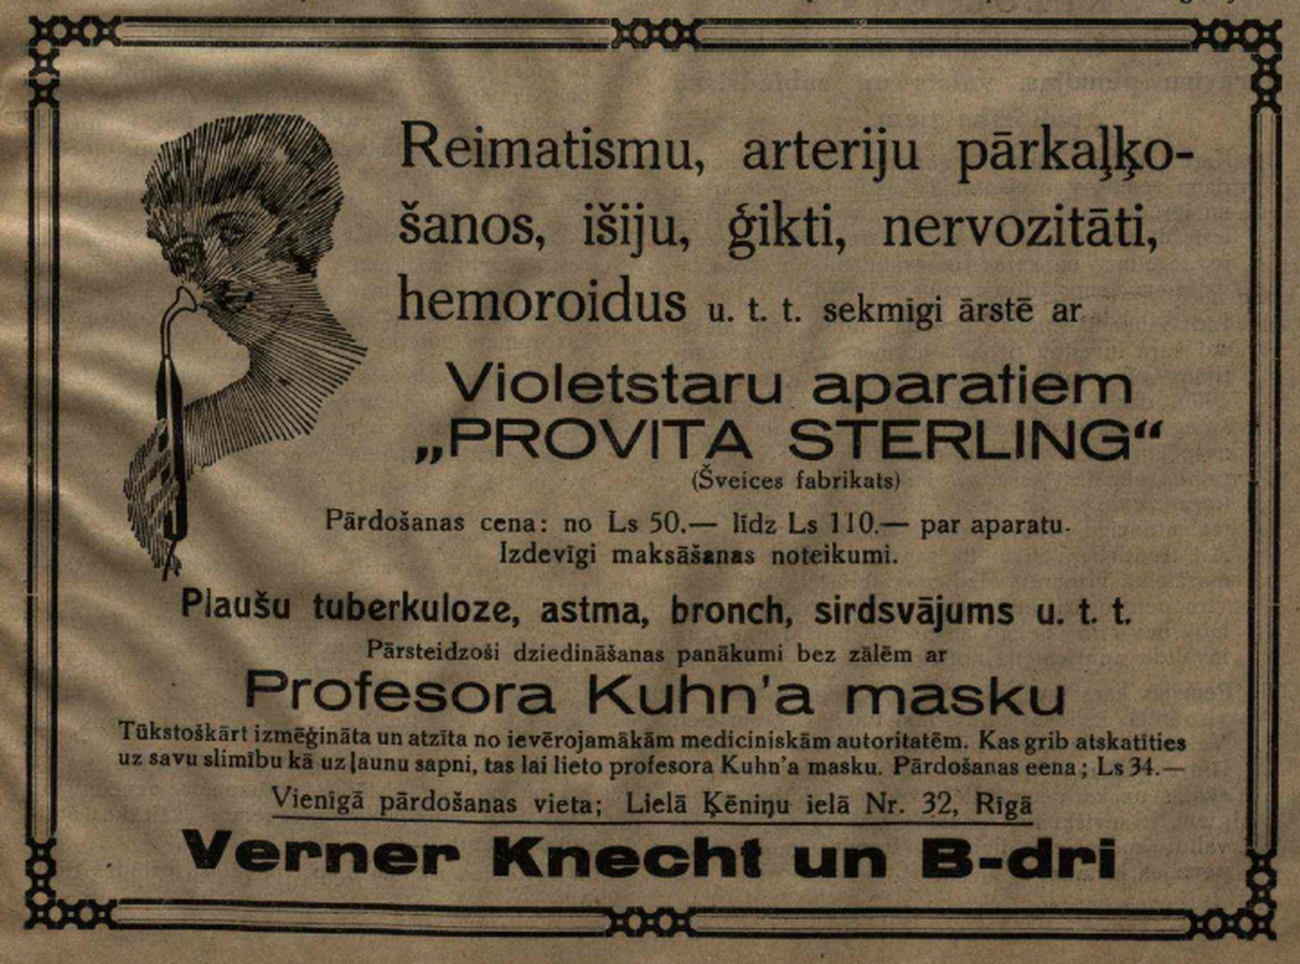 Reimatismu, arteriju pārkaļķo-
šanos, išiju, ģikti, nervozitāti,
hemoroidus u. t. t. sekmīgi ārstē ar
Violetstaru aparatiem
„PROVITA STERLING“
(Šveices fabrikats)
Pārdošanas cena: no Ls 50.— līdz Ls 110.— par aparatu.
Izdevīgi maksāšanas noteikumi.
Plaušu tuberkuloze, astma, bronch, sirdsvājums u. t. t.
Pārsteidzoši dziedināšanas panākumi bez zālēm ar
Profesora Kuhn'a masku
Tūkstoškārt izmēģināta un atzīta no ievērojamākām mediciniskām autoritatēm. Kas grib atskatīties
uz savu slimību kā uz ļaunu sapni, tas lai lieto profesora Kuhn'a masku. Pārdošanas eena; Ls 34.—
Vienīgā pārdošanas vieta; Lielā Ķēniņu ielā Nr. 32, Rīgā
Verner Knecht un B-dri